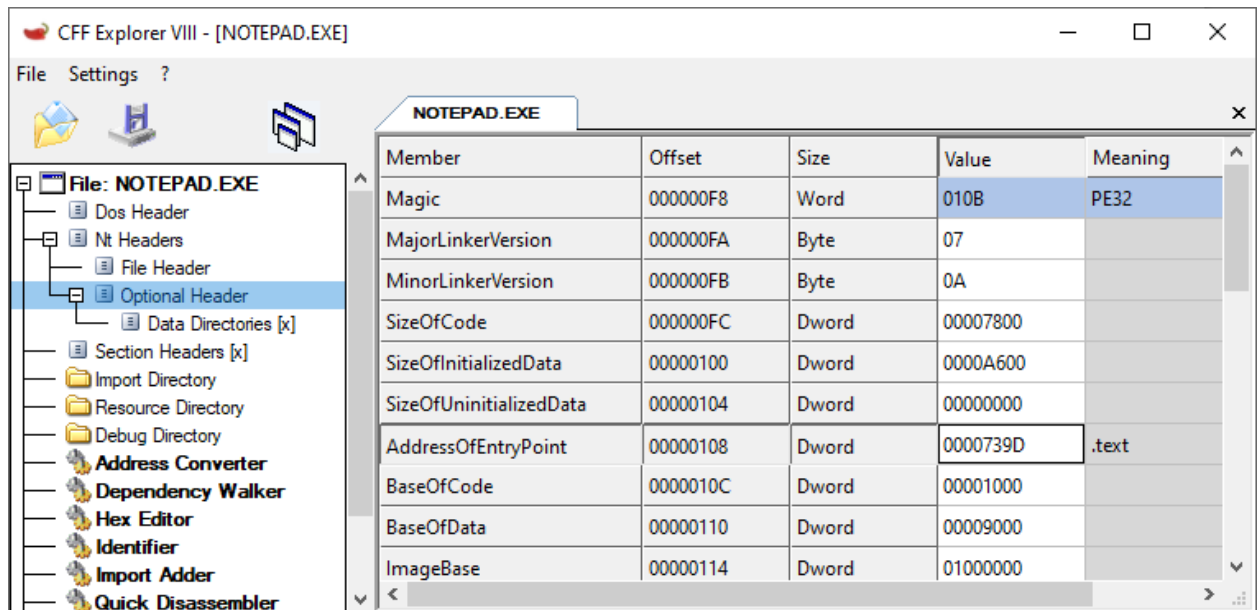 CFF Explorer VIII - [NOTEPAD.EXE]
File Settings ?
NOTEPAD.EXE
File: NOTEPAD.EXE
Dos Header
Nt Headers
File Header
Optional Header
Data Directories [x]
Section Headers [x]
Import Directory
Resource Directory
Debug Directory
Address Converter
Dependency Walker
Hex Editor
Identifier
Import Adder
Quick Disassembler
Member Offset Size Value Meaning
Magic 000000F8 Word 010B PE32
MajorLinkerVersion 000000FA Byte 07
MinorLinkerVersion 000000FB Byte 0A
SizeOfCode 000000FC Dword 00007800
SizeOfInitializedData 00000100 Dword 0000A600
SizeOfUninitializedData 00000104 Dword 00000000
AddressOfEntryPoint 00000108 Dword 0000739D .text
BaseOfCode 0000010C Dword 00001000
BaseOfData 00000110 Dword 00009000
ImageBase 00000114 Dword 01000000